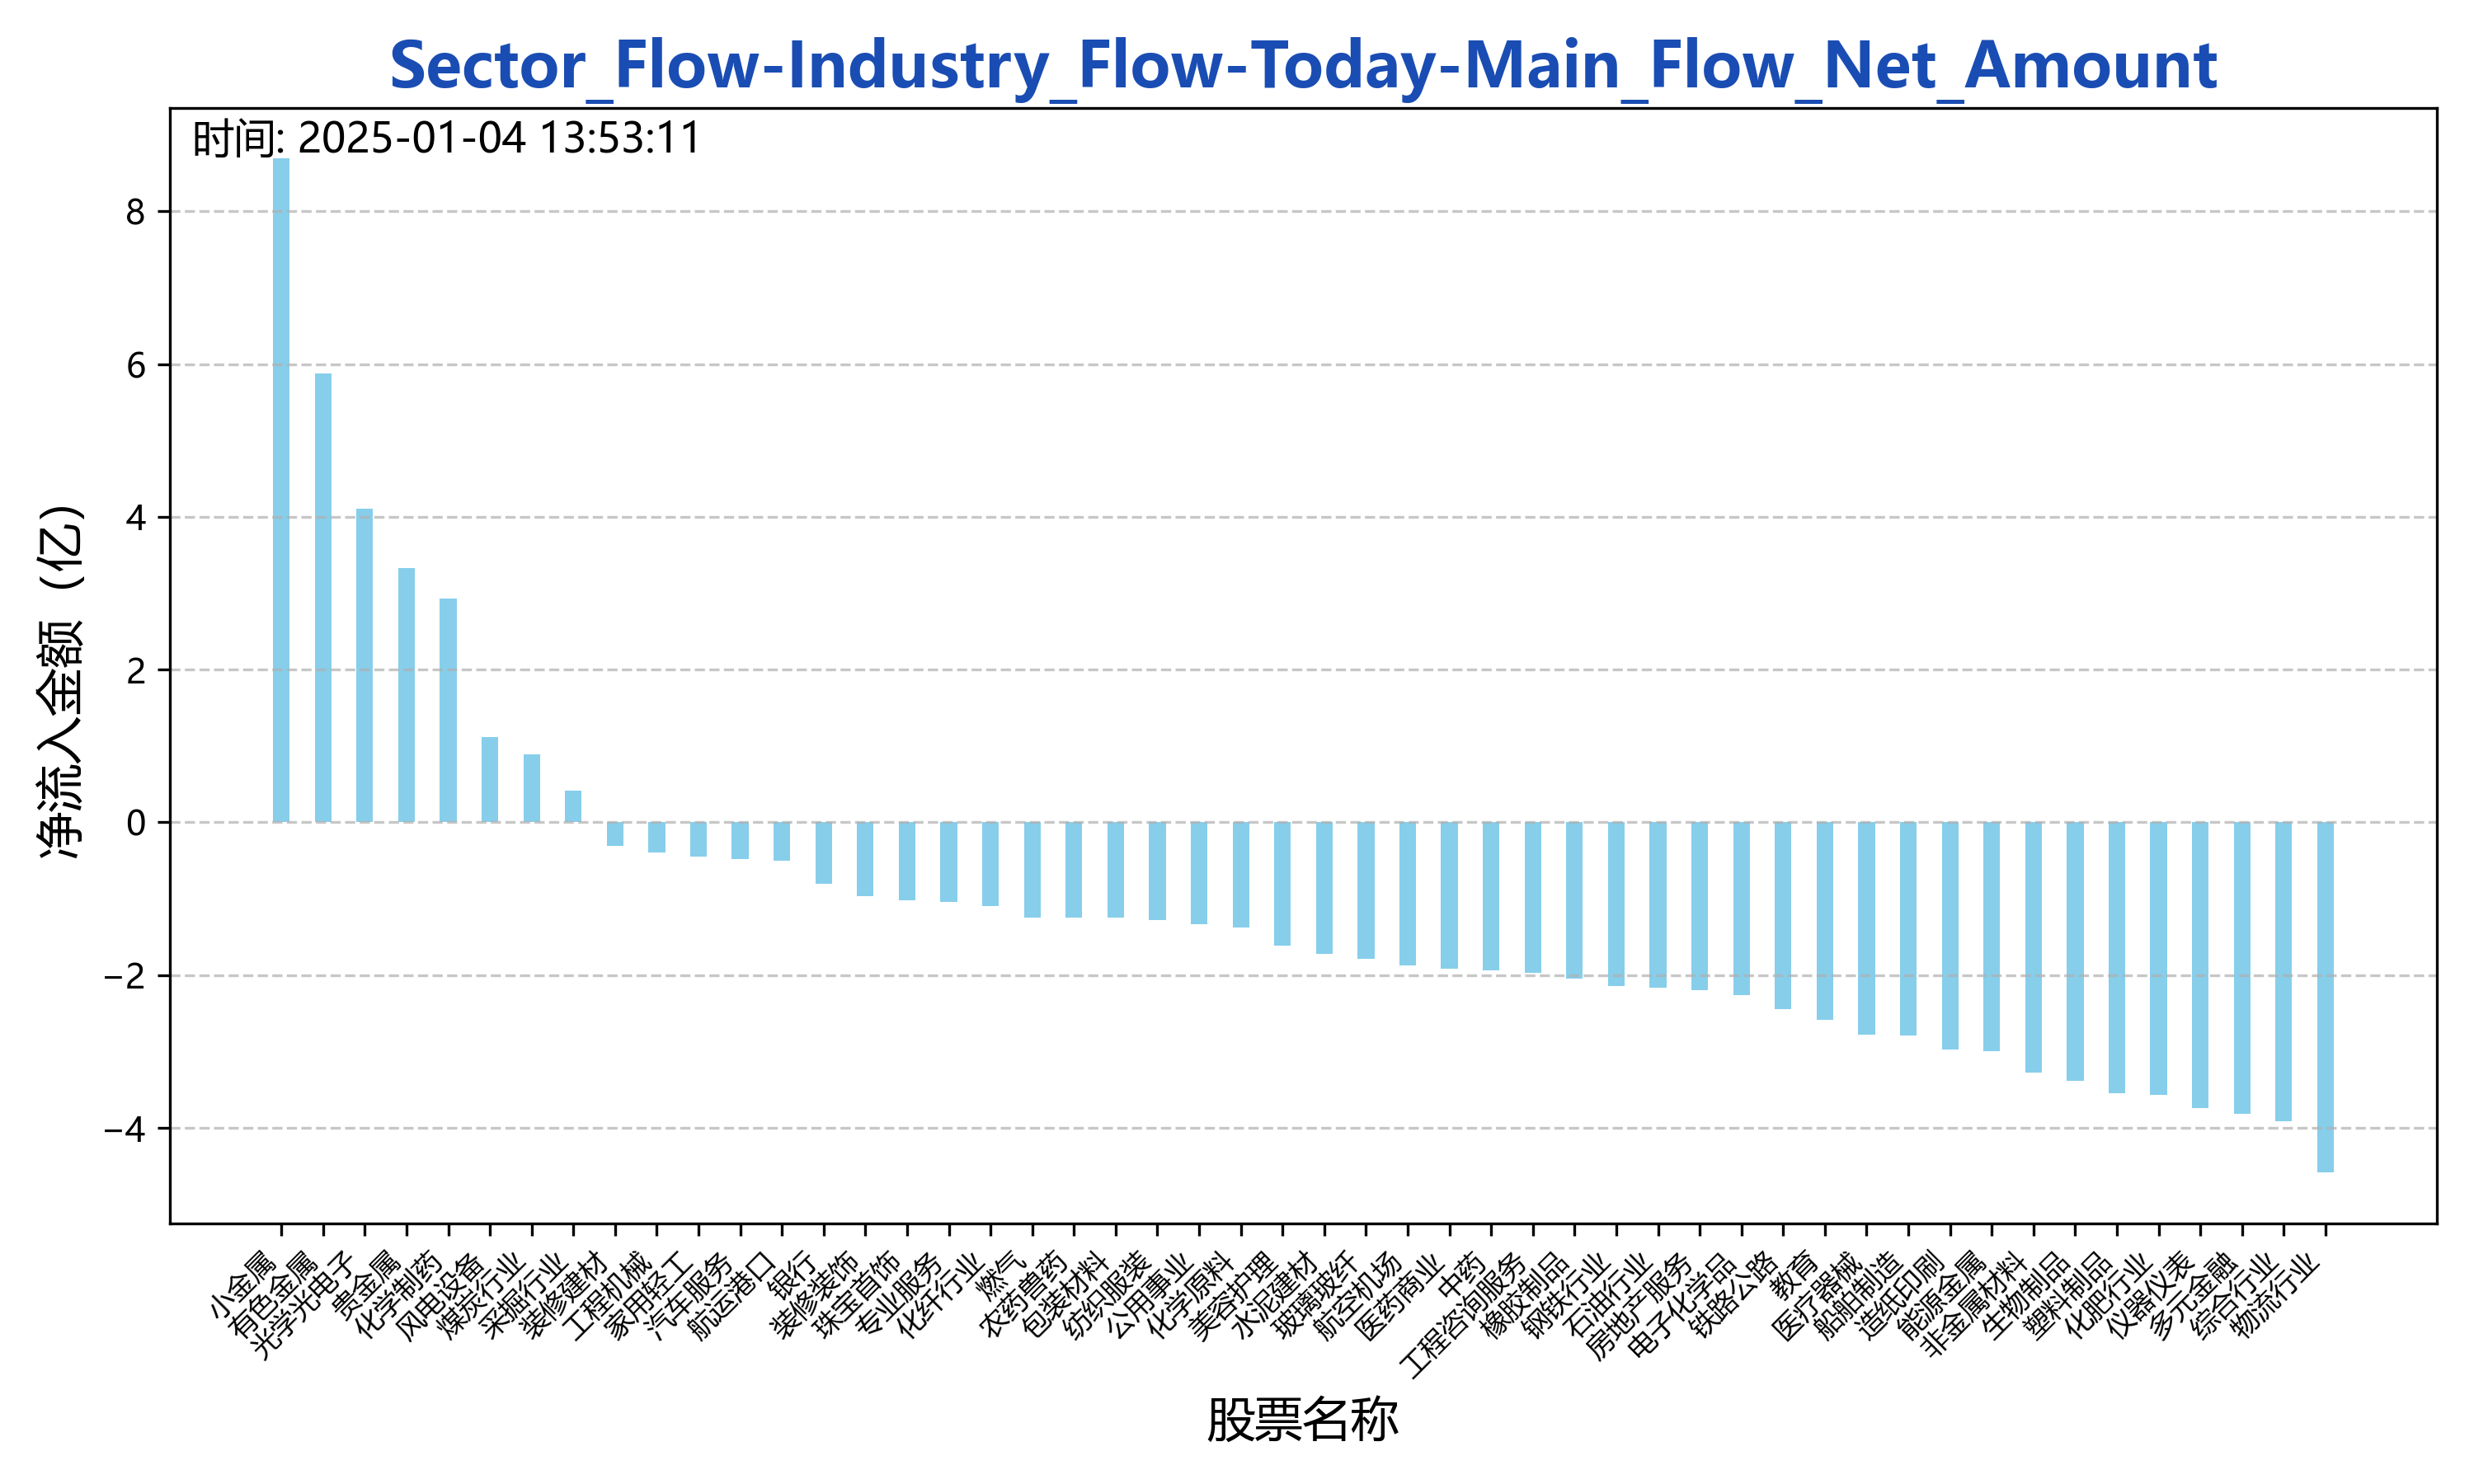 Sector_Flow-Industry_Flow-Today-Main_Flow_Net_Amount
时间: 2025-01-04 13:53:11
净流入金额 (亿)
8
6
4
2
0
−2
−4
小金属
有色金属
光学光电子
贵金属
化学制药
风电设备
煤炭行业
采掘行业
装修建材
工程机械
家用轻工
汽车服务
航运港口
银行
装修装饰
珠宝首饰
专业服务
化纤行业
燃气
农药兽药
包装材料
纺织服装
公用事业
化学原料
美容护理
水泥建材
玻璃玻纤
航空机场
医药商业
中药
工程咨询服务
橡胶制品
钢铁行业
石油行业
房地产服务
电子化学品
铁路公路
教育
医疗器械
船舶制造
造纸印刷
能源金属
非金属材料
生物制品
塑料制品
化肥行业
仪器仪表
多元金融
综合行业
物流行业
股票名称